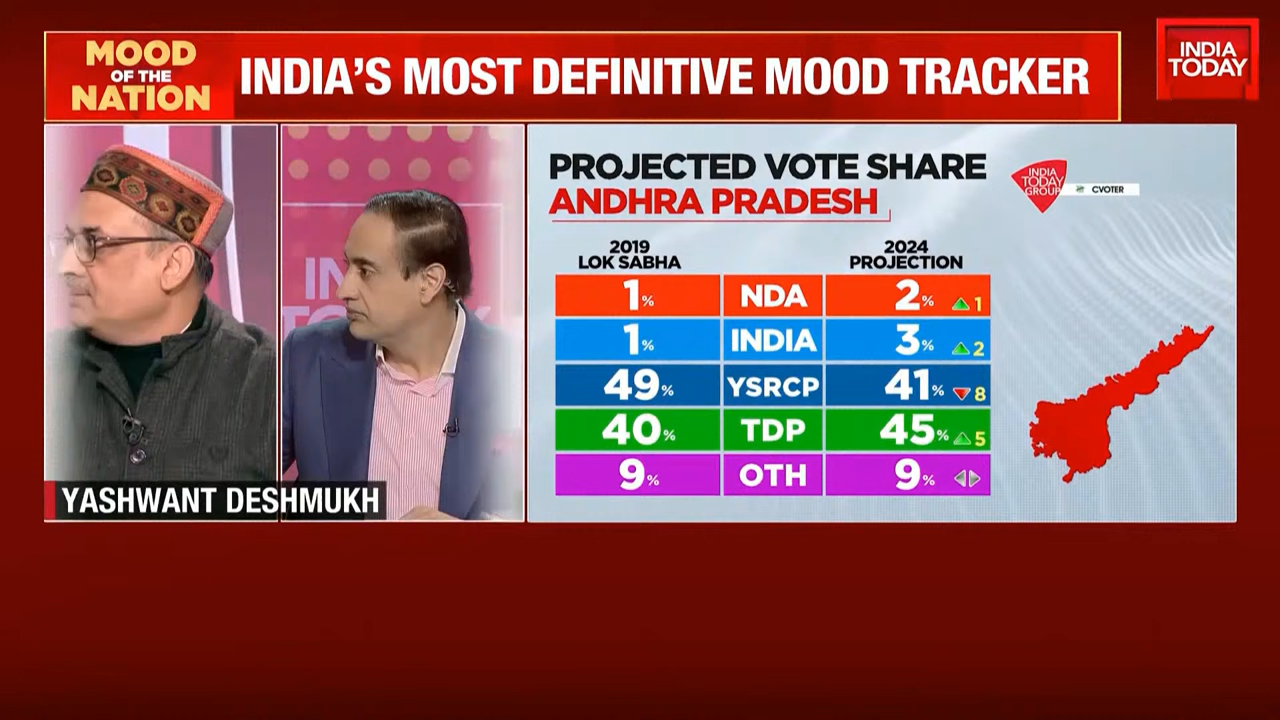 MOOD
OF THE
NATION
INDIA'S MOST DEFINITIVE MOOD TRACKER
INDIA
TODAY
PROJECTED VOTE SHARE
ANDHRA PRADESH
INDIA
TODAY
GROUP
CVOTER
2019
LOK SABHA
2024
PROJECTION
1% NDA 2% 1
1% INDIA 3% 2
49% YSRCP 41% 8
40% TDP 45% 5
9% OTH 9%
YASHWANT DESHMUKH